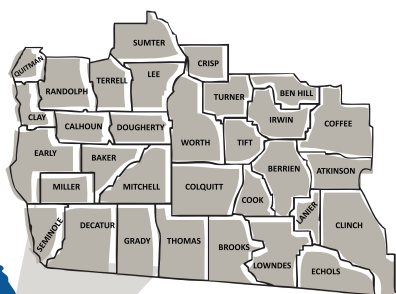 SUMTER
QUITMAN
CRISP
RANDOLPH
TERRELL
LEE
TURNER
BEN HILL
CLAY
CALHOUN
DOUGHERTY
WORTH
TIFT
IRWIN
COFFEE
EARLY
BAKER
BERRIEN
ATKINSON
MILLER
MITCHELL
COLQUITT
COOK
LANIER
SEMINOLE
DECATUR
GRADY
THOMAS
BROOKS
CLINCH
LOWNDES
ECHOLS